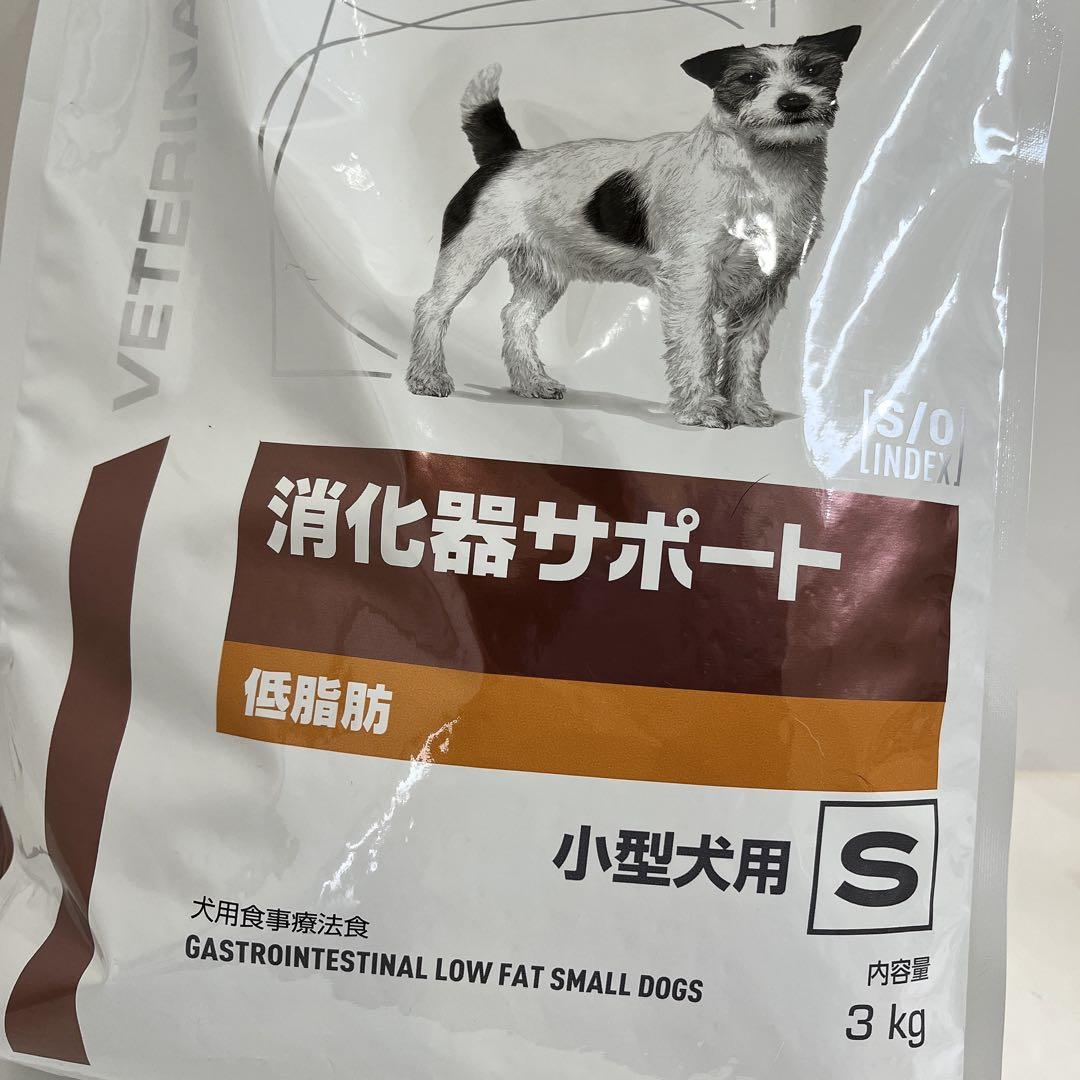 VETERINA
[S/O
INDEX]
消化器サポート
低脂肪
小型犬用 S
犬用食事療法食
GASTROINTESTINAL LOW FAT SMALL DOGS
内容量
3 kg